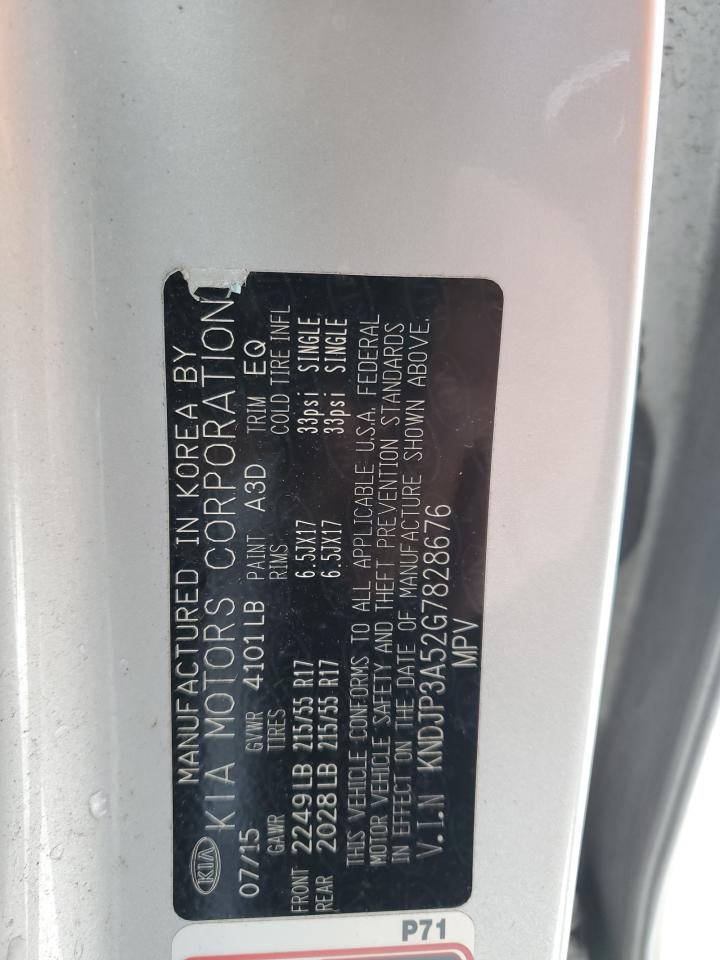 MANUFACTURED IN KOREA BY
KIA KIA MOTORS CORPORATION
07/15 GVWR 4101LB PAINT A3D TRIM EQ
GAWR TIRES RIMS COLD TIRE INFL
FRONT 2249LB 215/55 R17 6.5JX17 33psi SINGLE
REAR 2028LB 215/55 R17 6.5JX17 33psi SINGLE
THIS VEHICLE CONFORMS TO ALL APPLICABLE U.S.A. FEDERAL
MOTOR VEHICLE SAFETY AND THEFT PREVENTION STANDARDS
IN EFFECT ON THE DATE OF MANUFACTURE SHOWN ABOVE.
V.I.N KNDJP3A52G7828676
MPV
P71